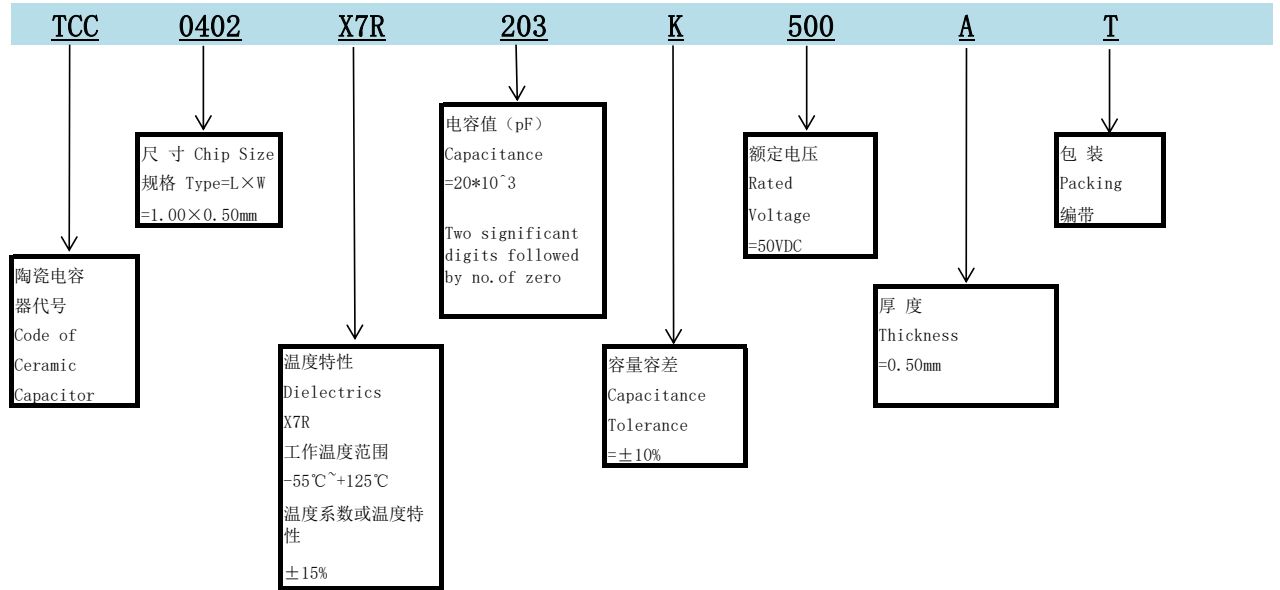 TCC 0402 X7R 203 K 500 A T
陶瓷电容
器代号
Code of
Ceramic
Capacitor
尺 寸 Chip Size
规格 Type=L×W
=1.00×0.50mm
温度特性
Dielectrics
X7R
工作温度范围
-55℃~+125℃
温度系数或温度特
性
±15%
电容值（pF）
Capacitance
=20*10^3
Two significant
digits followed
by no.of zero
容量容差
Capacitance
Tolerance
=±10%
额定电压
Rated
Voltage
=50VDC
厚 度
Thickness
=0.50mm
包 装
Packing
编带